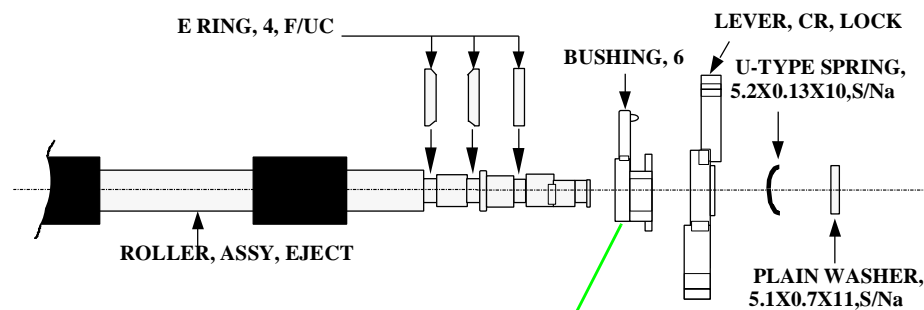 E RING, 4, F/UC
LEVER, CR, LOCK
BUSHING, 6
U-TYPE SPRING,
5.2X0.13X10,S/Na
ROLLER, ASSY, EJECT
PLAIN WASHER,
5.1X0.7X11,S/Na